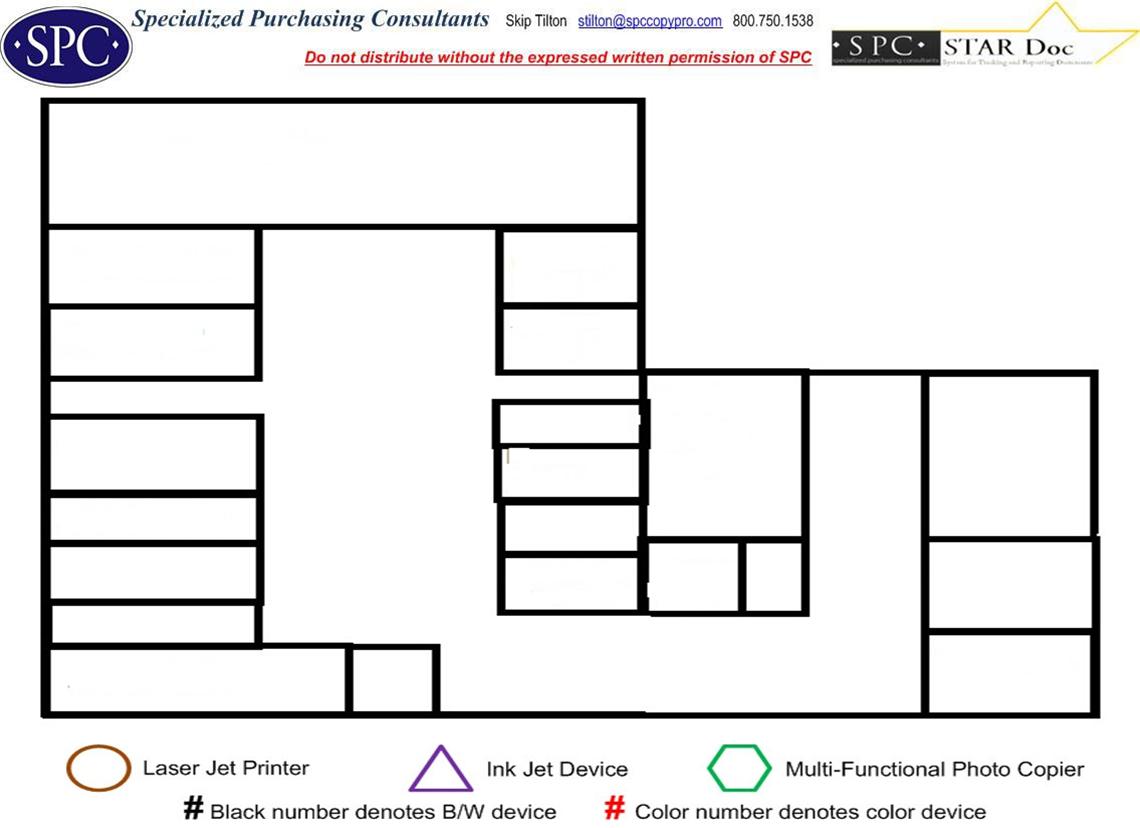 SPC
Specialized Purchasing Consultants Skip Tilton stilton@spccopypro.com 800.750.1538
Do not distribute without the expressed written permission of SPC
· SPC · STAR Doc
specialized purchasing consultants System for Tracking and Reporting Documents
Laser Jet Printer Ink Jet Device Multi-Functional Photo Copier
# Black number denotes B/W device # Color number denotes color device